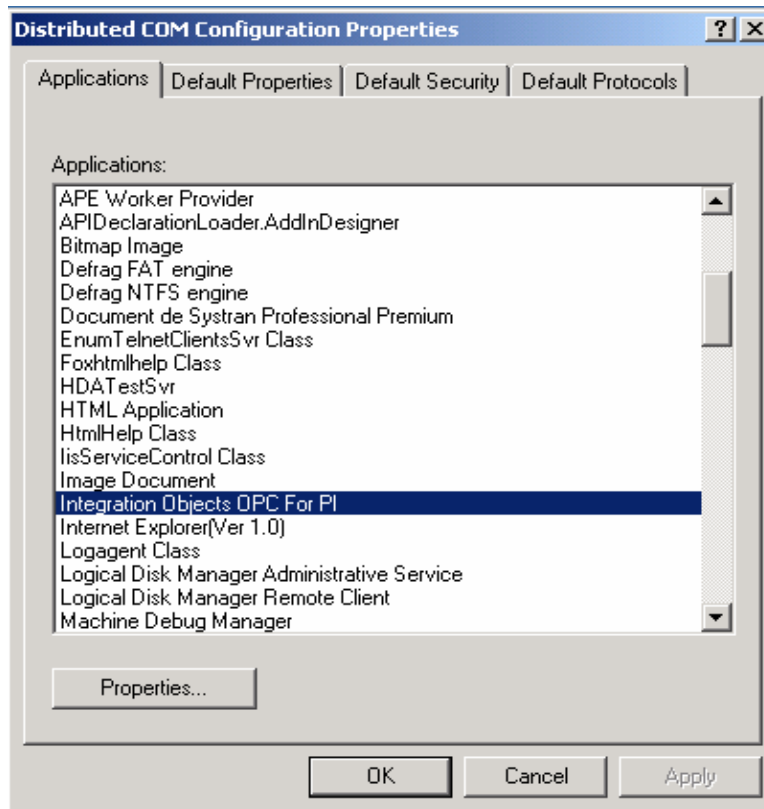 Distributed COM Configuration Properties
Applications Default Properties Default Security Default Protocols
Applications:
APE Worker Provider
APIDeclarationLoader.AddInDesigner
Bitmap Image
Defrag FAT engine
Defrag NTFS engine
Document de Systran Professional Premium
EnumTelnetClientsSvr Class
Foxhtmlhelp Class
HDATestSvr
HTML Application
HtmlHelp Class
IisServiceControl Class
Image Document
Integration Objects OPC For PI
Internet Explorer(Ver 1.0)
Logagent Class
Logical Disk Manager Administrative Service
Logical Disk Manager Remote Client
Machine Debug Manager
Properties...
OK Cancel Apply